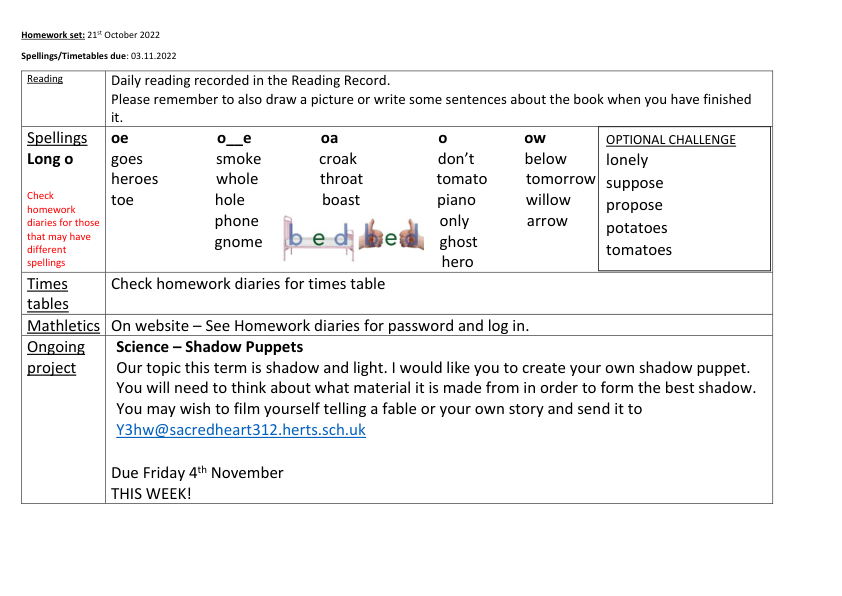 Homework set: 21st October 2022
Spellings/Timetables due: 03.11.2022
Reading
Daily reading recorded in the Reading Record.
Please remember to also draw a picture or write some sentences about the book when you have finished
it.
Spellings
Long o
Check
homework
diaries for those
that may have
different
spellings
oe
goes
heroes
toe
o__e
smoke
whole
hole
phone
gnome
oa
croak
throat
boast
bed bed
o
don’t
tomato
piano
only
ghost
hero
ow
below
tomorrow
willow
arrow
OPTIONAL CHALLENGE
lonely
suppose
propose
potatoes
tomatoes
Times
tables
Check homework diaries for times table
Mathletics
On website – See Homework diaries for password and log in.
Ongoing
project
Science – Shadow Puppets
Our topic this term is shadow and light. I would like you to create your own shadow puppet.
You will need to think about what material it is made from in order to form the best shadow.
You may wish to film yourself telling a fable or your own story and send it to
Y3hw@sacredheart312.herts.sch.uk
Due Friday 4th November
THIS WEEK!